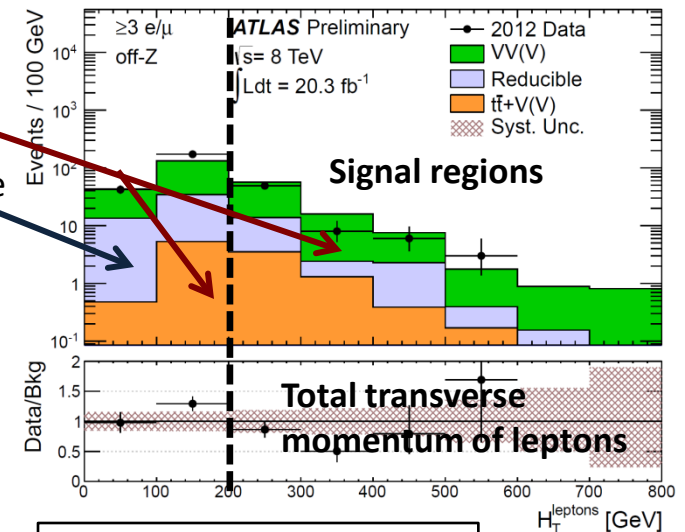 ≥3 e/μ
off-Z
ATLAS Preliminary
√s= 8 TeV
∫Ldt = 20.3 fb⁻¹
2012 Data
VV(V)
Reducible
tt̄+V(V)
Syst. Unc.
Events / 100 GeV
10⁴
10³
10²
10
1
10⁻¹
Signal regions
Data/Bkg
2
1.5
1
0.5
0
Total transverse
momentum of leptons
0 100 200 300 400 500 600 700 800
H_T^leptons [GeV]